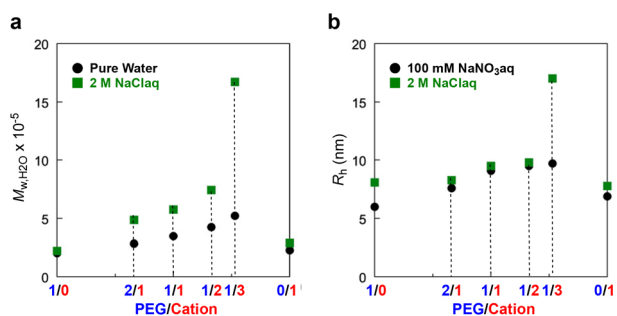 a
20
15
10
5
0
Pure Water
2 M NaClaq
Mw,H2O x 10-5
1/0 2/1 1/1 1/2 1/3 0/1
PEG/Cation
b
20
15
10
5
0
100 mM NaNO3aq
2 M NaClaq
Rh (nm)
1/0 2/1 1/1 1/2 1/3 0/1
PEG/Cation